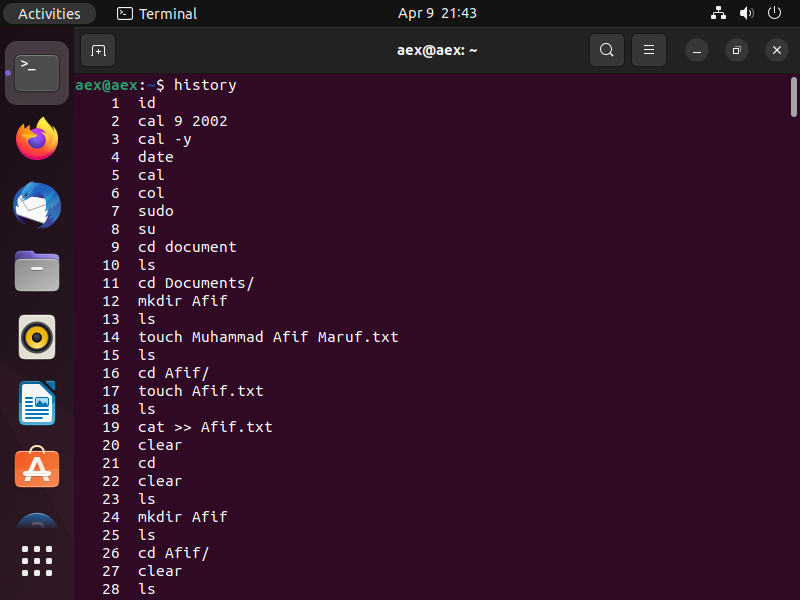 Activities Terminal Apr 9 21:43
aex@aex: ~
aex@aex:~$ history
1 id
2 cal 9 2002
3 cal -y
4 date
5 cal
6 col
7 sudo
8 su
9 cd document
10 ls
11 cd Documents/
12 mkdir Afif
13 ls
14 touch Muhammad Afif Maruf.txt
15 ls
16 cd Afif/
17 touch Afif.txt
18 ls
19 cat >> Afif.txt
20 clear
21 cd
22 clear
23 ls
24 mkdir Afif
25 ls
26 cd Afif/
27 clear
28 ls